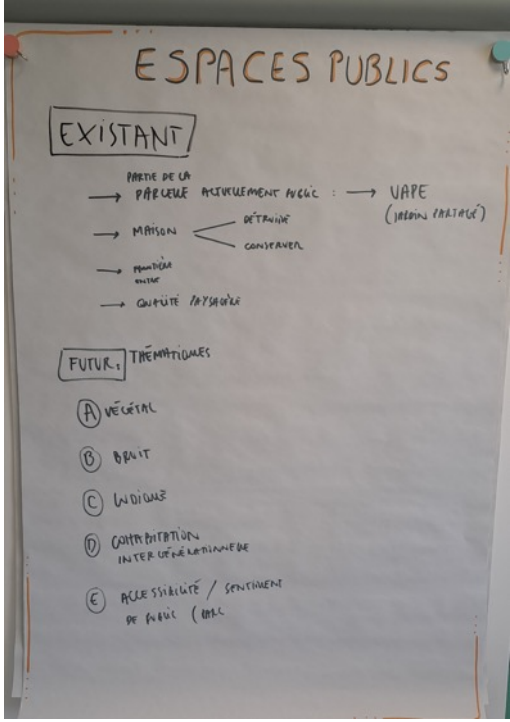 ESPACES PUBLICS
EXISTANT
PARTIE DE LA
→ PARCELLE ACTUELLEMENT PUBLIC : → VAPE
(JARDIN PARTAGÉ)
→ MAISON
DÉTRUIRE
CONSERVER
→ FRONTIÈRE
→ QUALITÉ PAYSAGÈRE
FUTUR : THÉMATIQUES
A VÉGÉTAL
B BRUIT
C LUDIQUE
D COHABITATION
INTERGÉNÉRATIONNELLE
E ACCESSIBILITÉ / SENTIMENT
DE PUBLIC (PARC